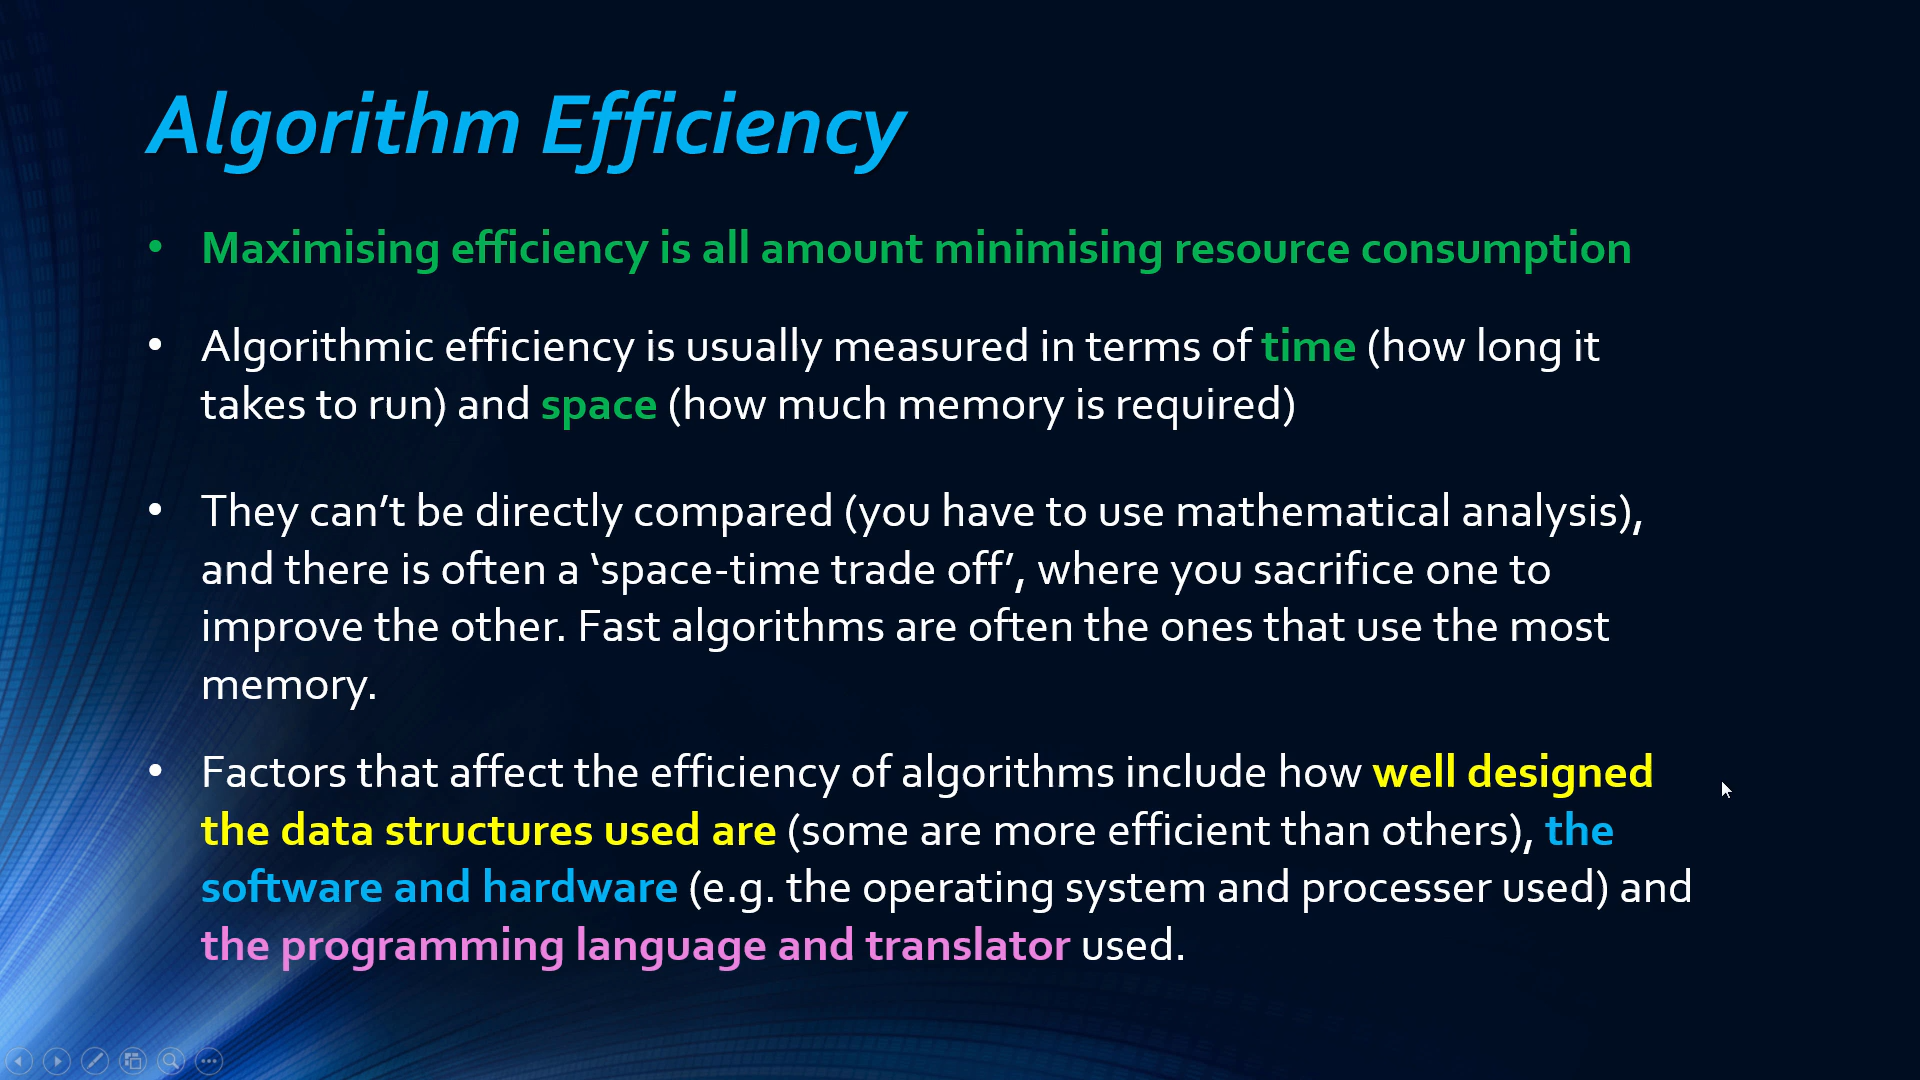 Algorithm Efficiency
• Maximising efficiency is all amount minimising resource consumption
• Algorithmic efficiency is usually measured in terms of time (how long it
takes to run) and space (how much memory is required)
• They can’t be directly compared (you have to use mathematical analysis),
and there is often a ‘space-time trade off’, where you sacrifice one to
improve the other. Fast algorithms are often the ones that use the most
memory.
• Factors that affect the efficiency of algorithms include how well designed
the data structures used are (some are more efficient than others), the
software and hardware (e.g. the operating system and processer used) and
the programming language and translator used.